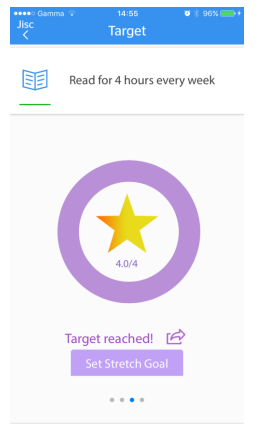 Gamma 14:55 96%
Jisc
Target
Read for 4 hours every week
4.0/4
Target reached!
Set Stretch Goal